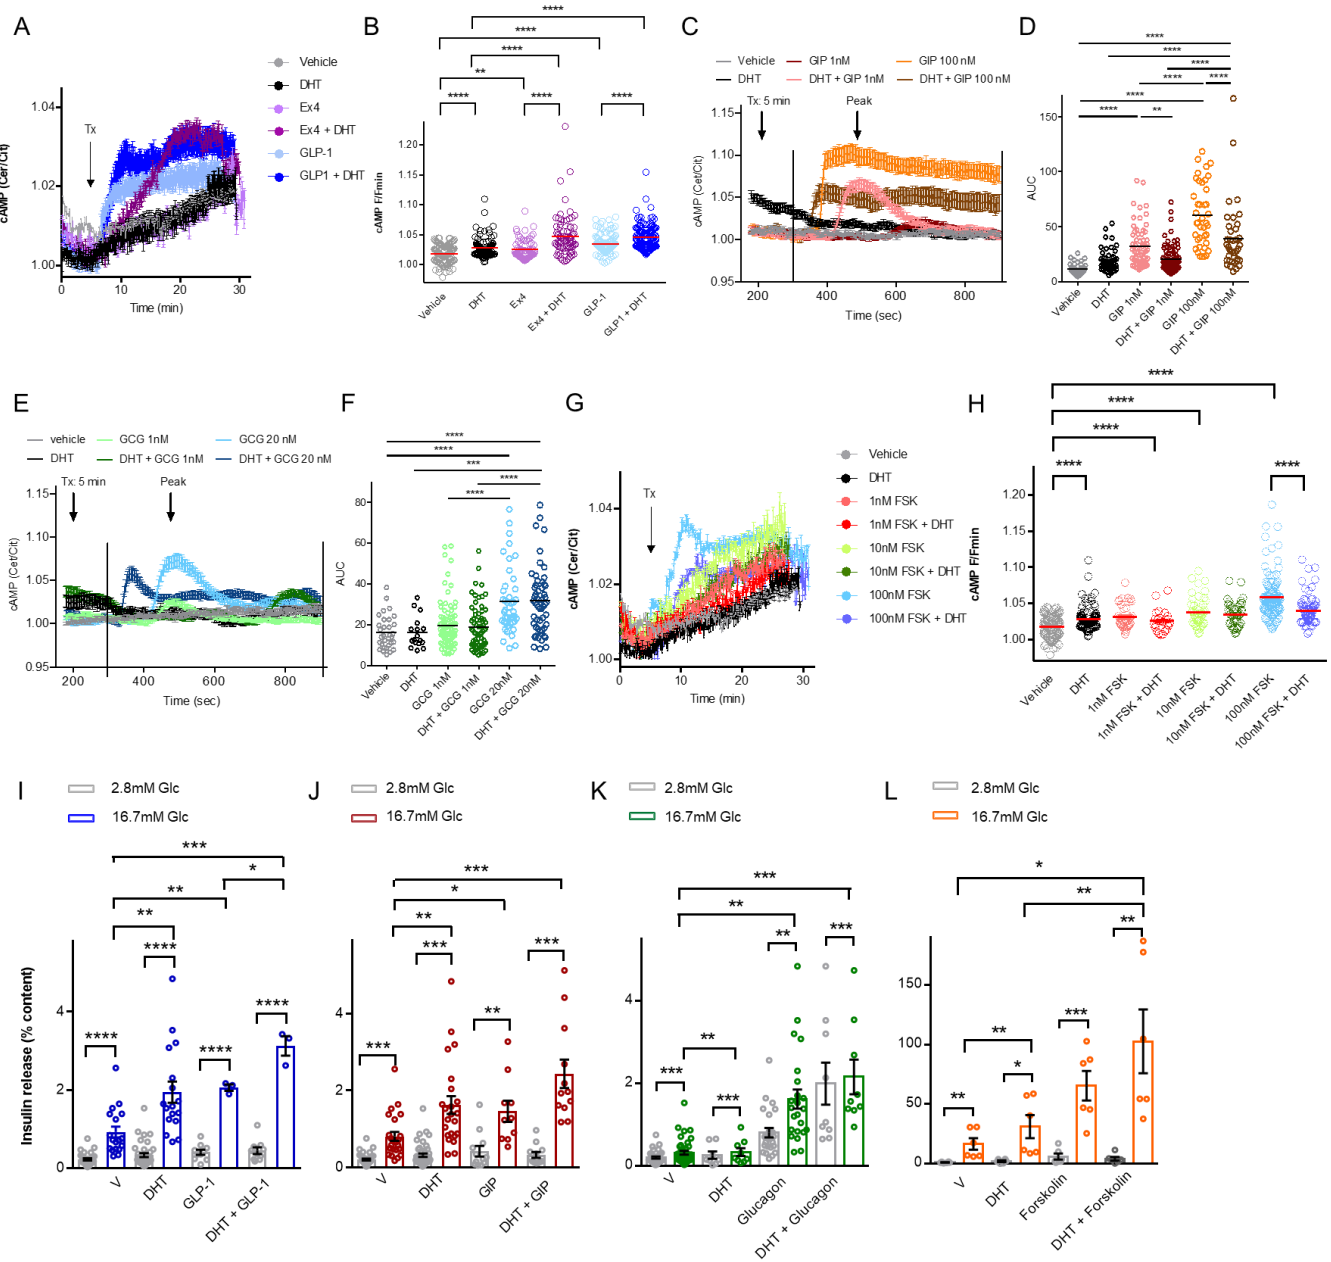 A
Vehicle
DHT
Ex4
Ex4 + DHT
GLP-1
GLP1 + DHT
cAMP (Cer/Cit)
1.04
1.02
1.00
Tx
0 10 20 30
Time (min)
B
****
****
****
**
**** **** ****
cAMP F/Fmin
1.20
1.15
1.10
1.05
1.00
Vehicle DHT Ex4 Ex4 + DHT GLP-1 GLP1 + DHT
C
Vehicle GIP 1nM GIP 100 nM
DHT DHT + GIP 1nM DHT + GIP 100 nM
Tx: 5 min Peak
cAMP (Cet/Cit)
1.15
1.10
1.05
1.00
0.95
200 400 600 800
Time (sec)
D
****
****
****
**** ****
****
**** **
AUC
150
100
50
0
Vehicle DHT GIP 1nM DHT + GIP 1nM GIP 100nM DHT + GIP 100nM
E
vehicle GCG 1nM GCG 20 nM
DHT DHT + GCG 1nM DHT + GCG 20 nM
Tx: 5 min Peak
cAMP (Cet/Cit)
1.15
1.10
1.05
1.00
0.95
200 400 600 800
Time (sec)
F
****
****
***
****
****
AUC
80
60
40
20
0
Vehicle DHT GCG 1nM DHT + GCG 1nM GCG 20nM DHT + GCG 20nM
G
Vehicle
DHT
1nM FSK
1nM FSK + DHT
10nM FSK
10nM FSK + DHT
100nM FSK
100nM FSK + DHT
Tx
cAMP (Cer/Cit)
1.04
1.02
1.00
0 10 20 30
Time (min)
H
****
****
****
**** ****
cAMP F/Fmin
1.20
1.15
1.10
1.05
1.00
Vehicle DHT 1nM FSK 1nM FSK + DHT 10nM FSK 10nM FSK + DHT 100nM FSK 100nM FSK + DHT
I
2.8mM Glc
16.7mM Glc
***
*
**
**
****
****
****
****
Insulin release (% content)
4
2
0
V DHT GLP-1 DHT + GLP-1
J
2.8mM Glc
16.7mM Glc
***
*
**
*** ***
**
***
4
2
0
V DHT GIP DHT + GIP
K
2.8mM Glc
16.7mM Glc
***
**
** ***
**
***
***
4
2
0
V DHT Glucagon DHT + Glucagon
L
2.8mM Glc
16.7mM Glc
*
**
**
***
**
*
**
150
100
50
0
V DHT Forskolin DHT + Forskolin